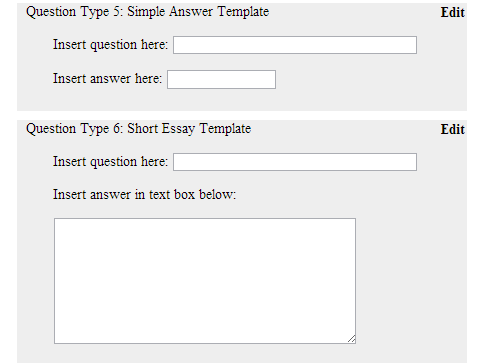 Question Type 5: Simple Answer Template Edit
Insert question here:
Insert answer here:
Question Type 6: Short Essay Template Edit
Insert question here:
Insert answer in text box below: